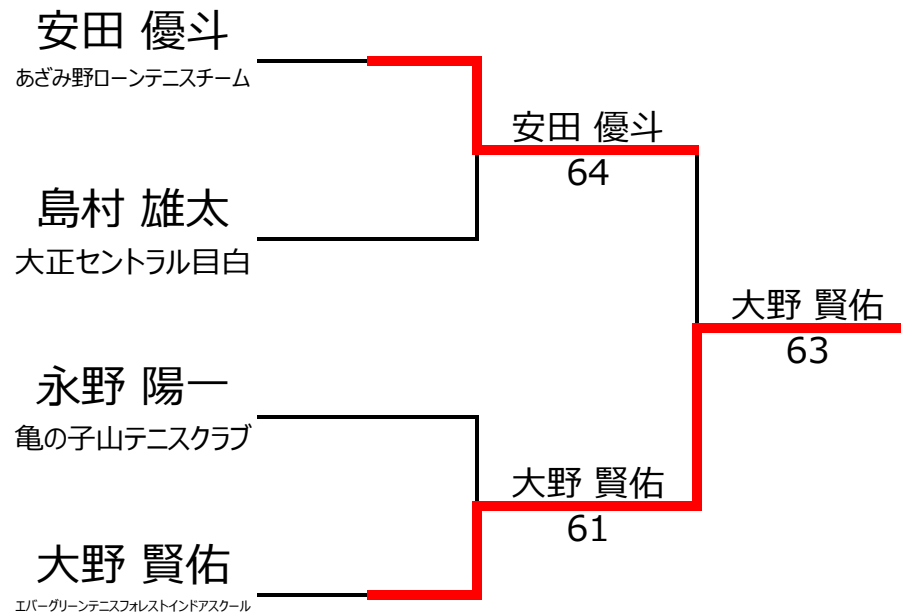 安田 優斗
あざみ野ローンテニスチーム
島村 雄太
大正セントラル目白
永野 陽一
亀の子山テニスクラブ
大野 賢佑
エバーグリーンテニスフォレストインドアスクール
安田 優斗
64
大野 賢佑
61
大野 賢佑
63